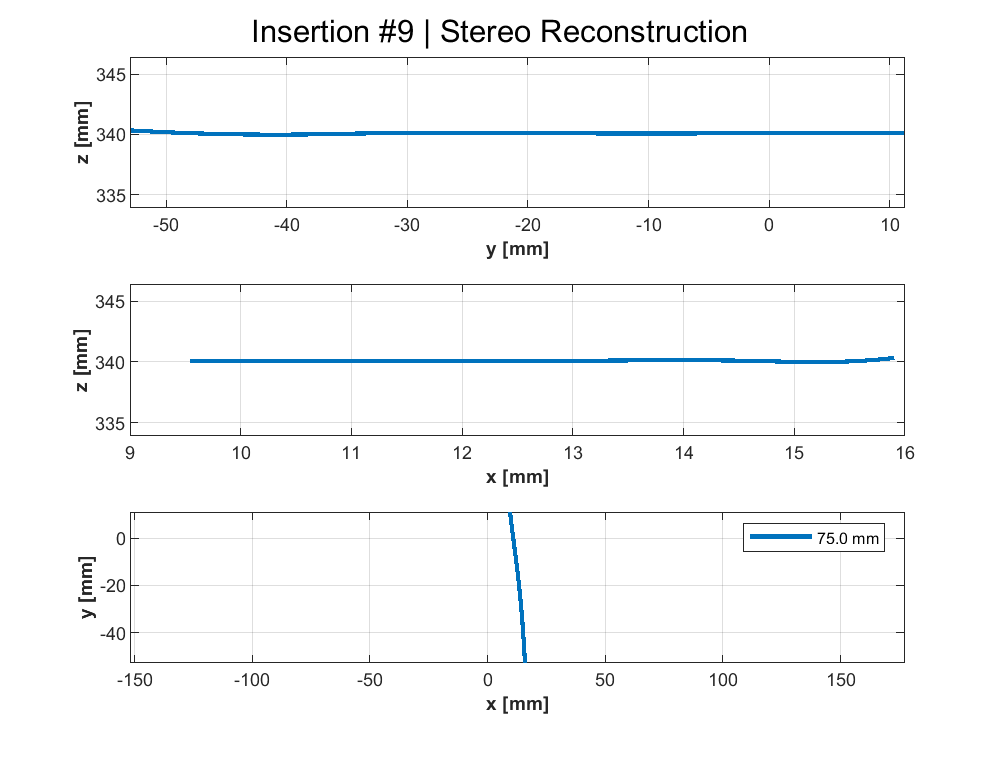 Insertion #9 | Stereo Reconstruction
345
340
335
z [mm]
-50 -40 -30 -20 -10 0 10
y [mm]
345
340
335
z [mm]
9 10 11 12 13 14 15 16
x [mm]
0
-20
-40
y [mm]
75.0 mm
-150 -100 -50 0 50 100 150
x [mm]